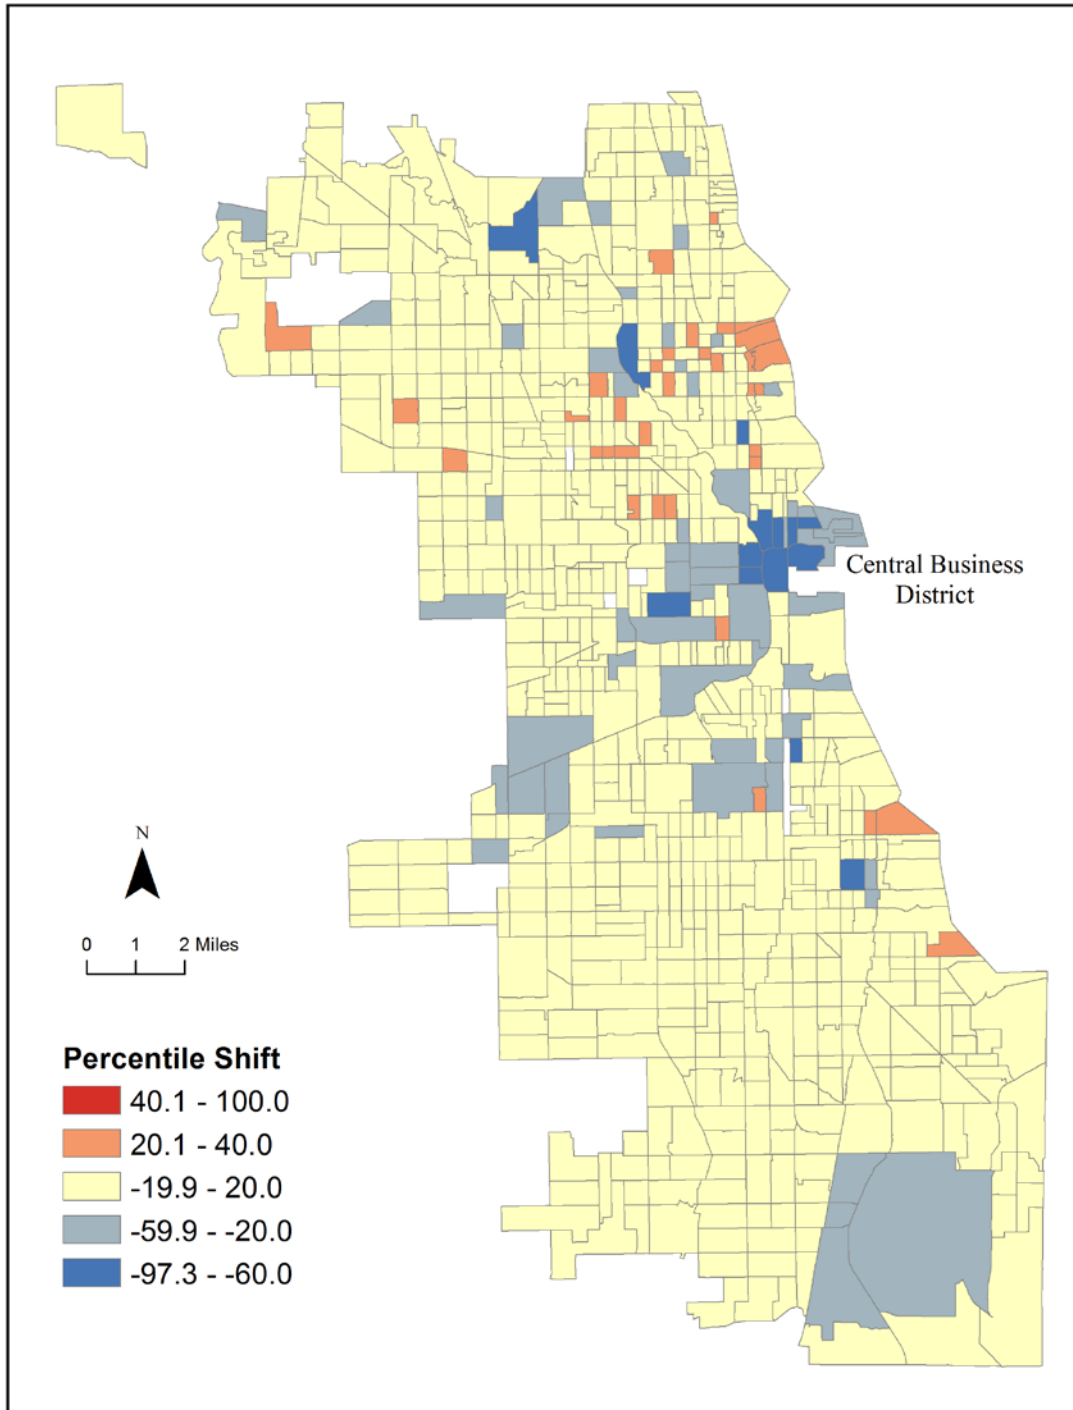 Central Business
District
N
0 1 2 Miles
Percentile Shift
40.1 - 100.0
20.1 - 40.0
-19.9 - 20.0
-59.9 - -20.0
-97.3 - -60.0